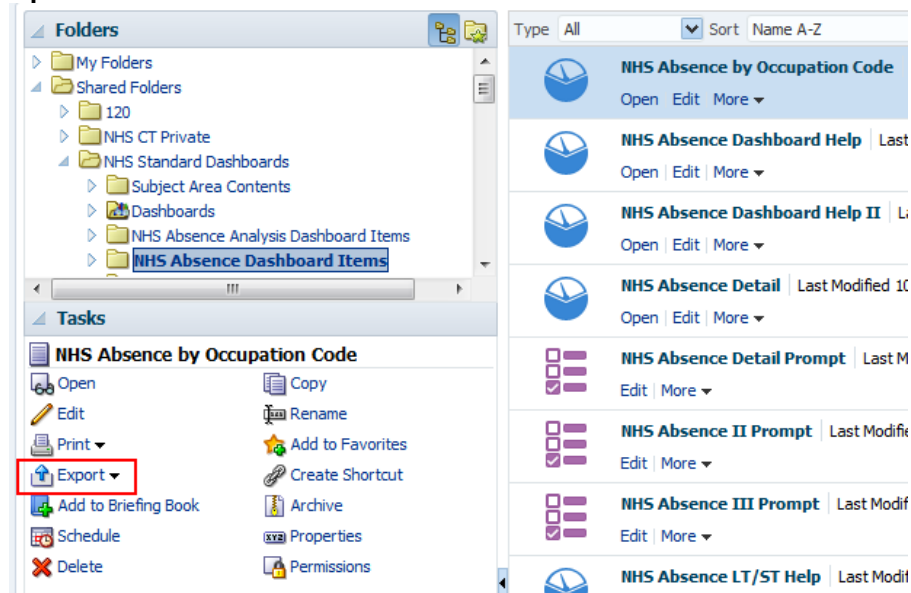 Folders
My Folders
Shared Folders
120
NHS CT Private
NHS Standard Dashboards
Subject Area Contents
Dashboards
NHS Absence Analysis Dashboard Items
NHS Absence Dashboard Items
Tasks
NHS Absence by Occupation Code
Open Copy
Edit Rename
Print Add to Favorites
Export Create Shortcut
Add to Briefing Book Archive
Schedule Properties
Delete Permissions
Type All Sort Name A-Z
NHS Absence by Occupation Code
Open Edit More
NHS Absence Dashboard Help Last
Open Edit More
NHS Absence Dashboard Help II
Open Edit More
NHS Absence Detail Last Modified 10
Open Edit More
NHS Absence Detail Prompt Last
Edit More
NHS Absence II Prompt Last Modifie
Edit More
NHS Absence III Prompt Last Modif
Edit More
NHS Absence LT/ST Help Last Modif